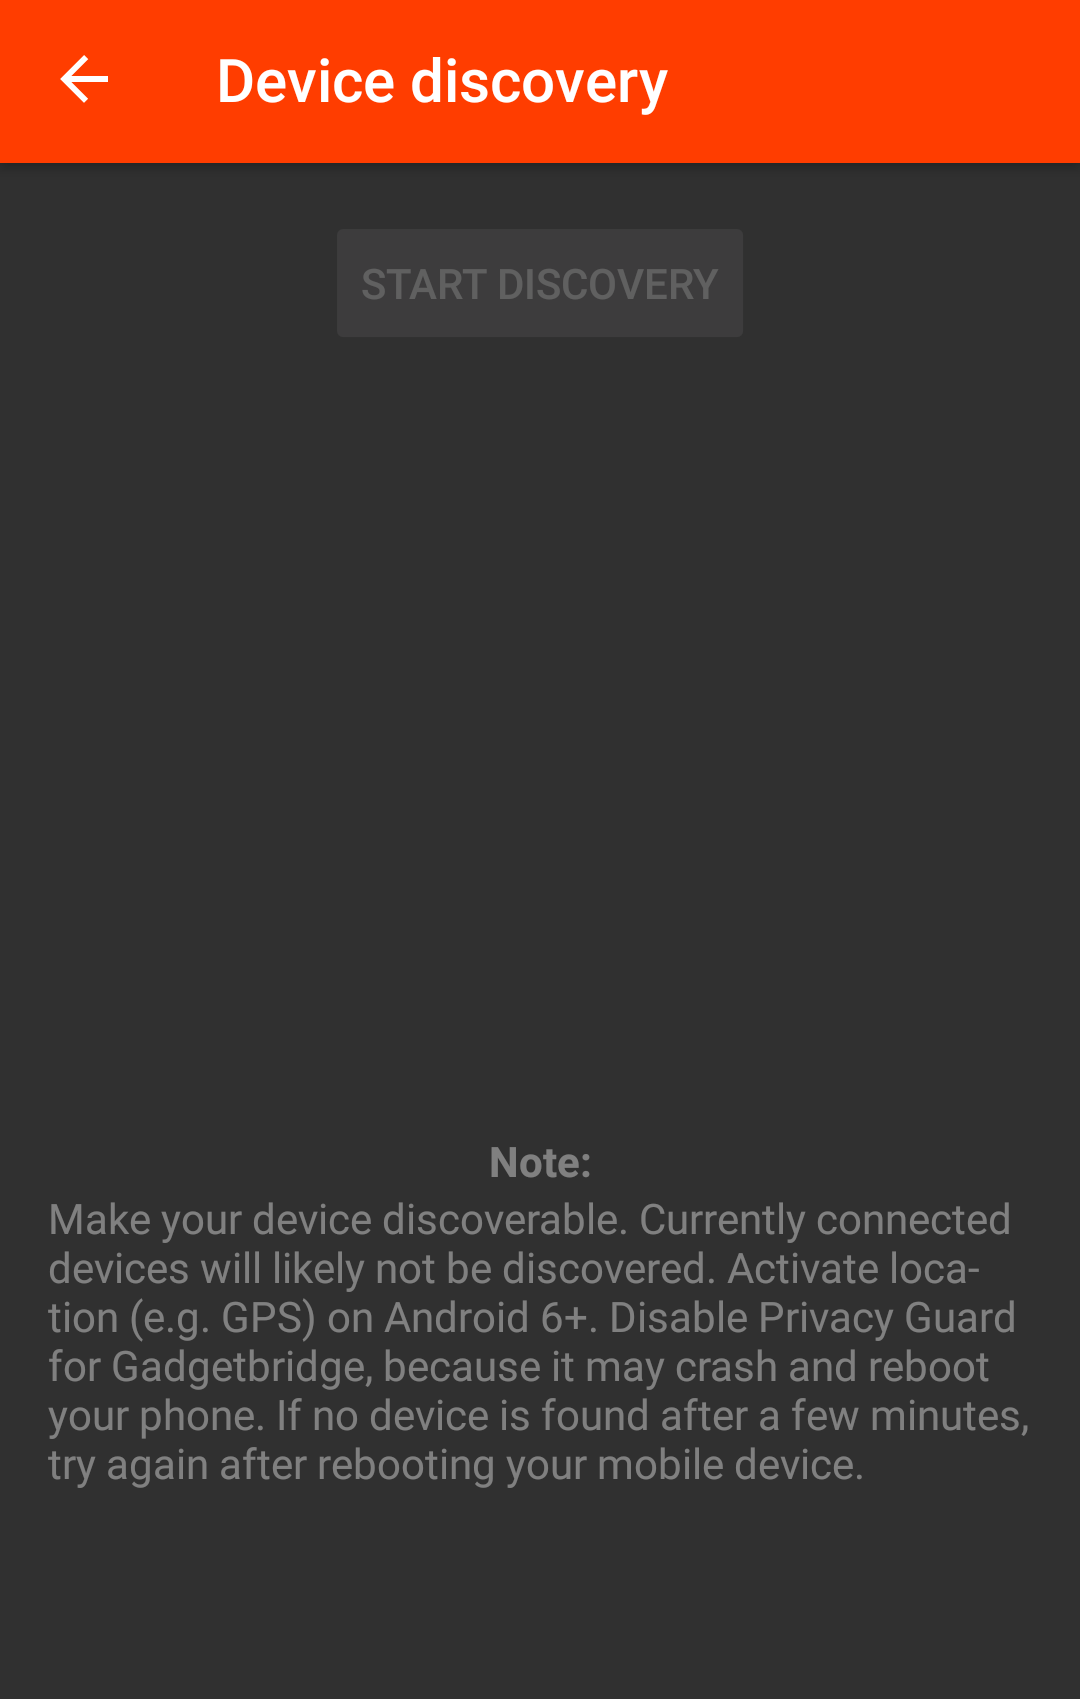 Device discovery
START DISCOVERY
Note:
Make your device discoverable. Currently connected
devices will likely not be discovered. Activate loca-
tion (e.g. GPS) on Android 6+. Disable Privacy Guard
for Gadgetbridge, because it may crash and reboot
your phone. If no device is found after a few minutes,
try again after rebooting your mobile device.